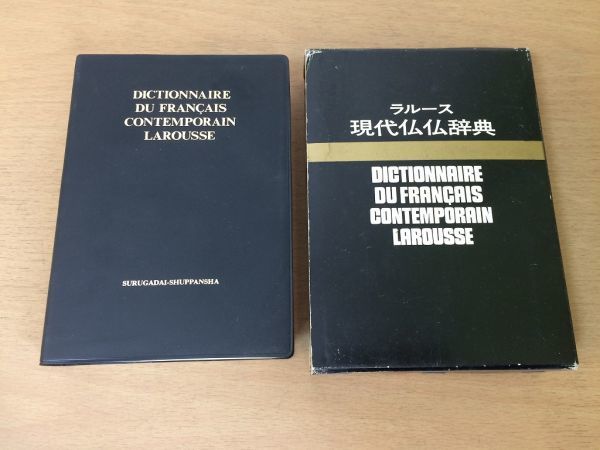 DICTIONNAIRE
DU FRANÇAIS
CONTEMPORAIN
LAROUSSE
SURUGADAI-SHUPPANSHA
ラルース
現代仏仏辞典
DICTIONNAIRE
DU FRANÇAIS
CONTEMPORAIN
LAROUSSE